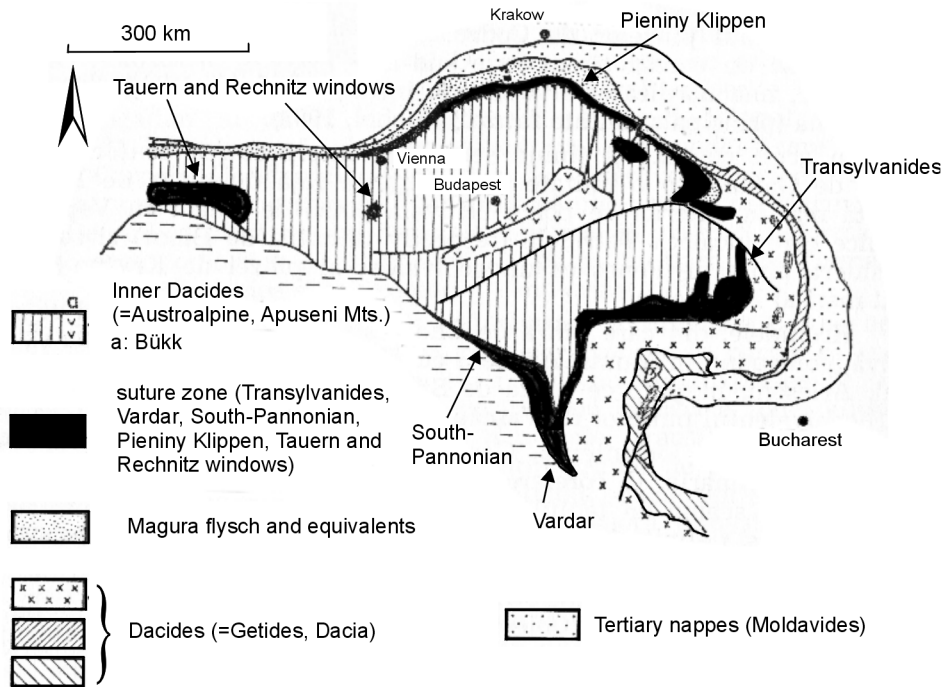 Krakow
Pieniny Klippen
300 km
Tauern and Rechnitz windows
Vienna
Budapest
Transylvanides
a
Inner Dacides
(=Austroalpine, Apuseni Mts.)
a: Bükk
suture zone (Transylvanides,
Vardar, South-Pannonian,
Pieniny Klippen, Tauern and
Rechnitz windows)
South-
Pannonian
Bucharest
Vardar
Magura flysch and equivalents
Dacides (=Getides, Dacia)
Tertiary nappes (Moldavides)